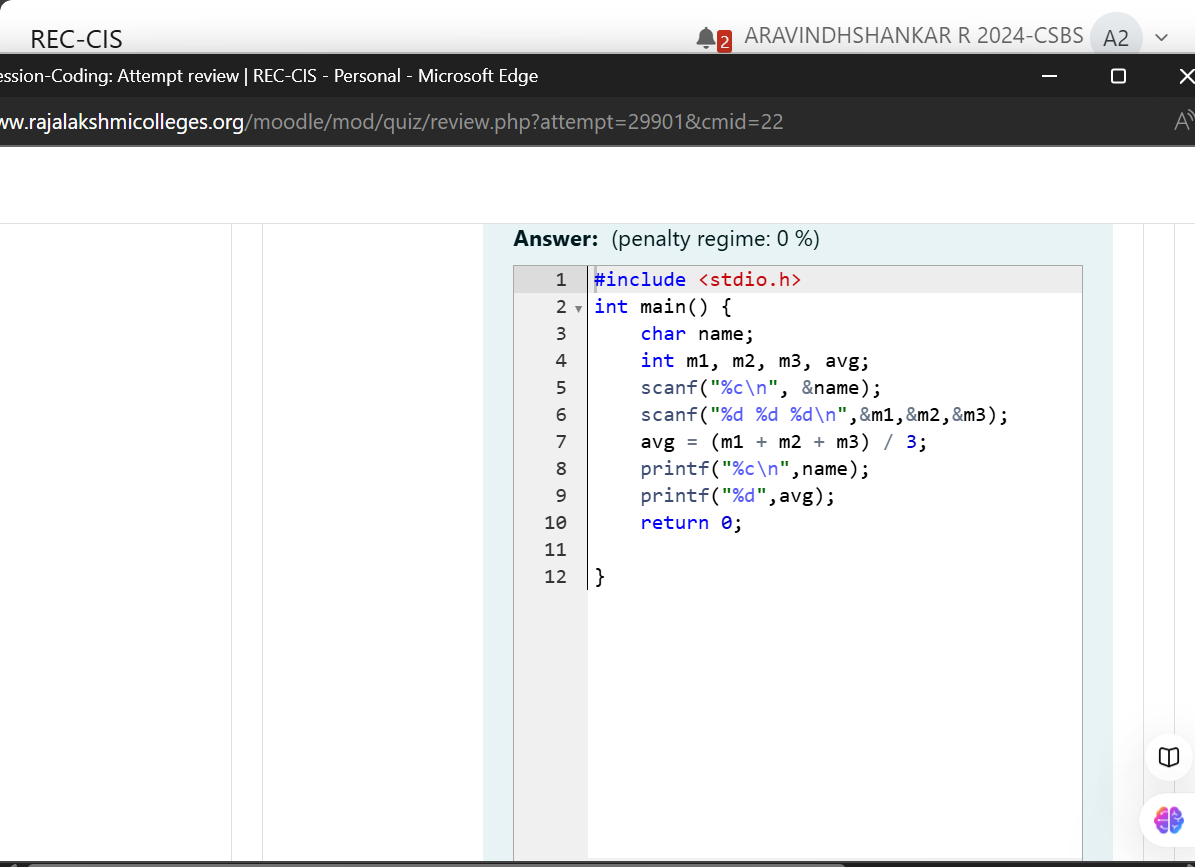 REC-CIS
2 ARAVINDHSHANKAR R 2024-CSBS A2
ession-Coding: Attempt review | REC-CIS - Personal - Microsoft Edge
ww.rajalakshmicolleges.org/moodle/mod/quiz/review.php?attempt=29901&cmid=22
Answer: (penalty regime: 0 %)
1 #include <stdio.h>
2 int main() {
3     char name;
4     int m1, m2, m3, avg;
5     scanf("%c\n", &name);
6     scanf("%d %d %d\n",&m1,&m2,&m3);
7     avg = (m1 + m2 + m3) / 3;
8     printf("%c\n",name);
9     printf("%d",avg);
10     return 0;
11
12 }